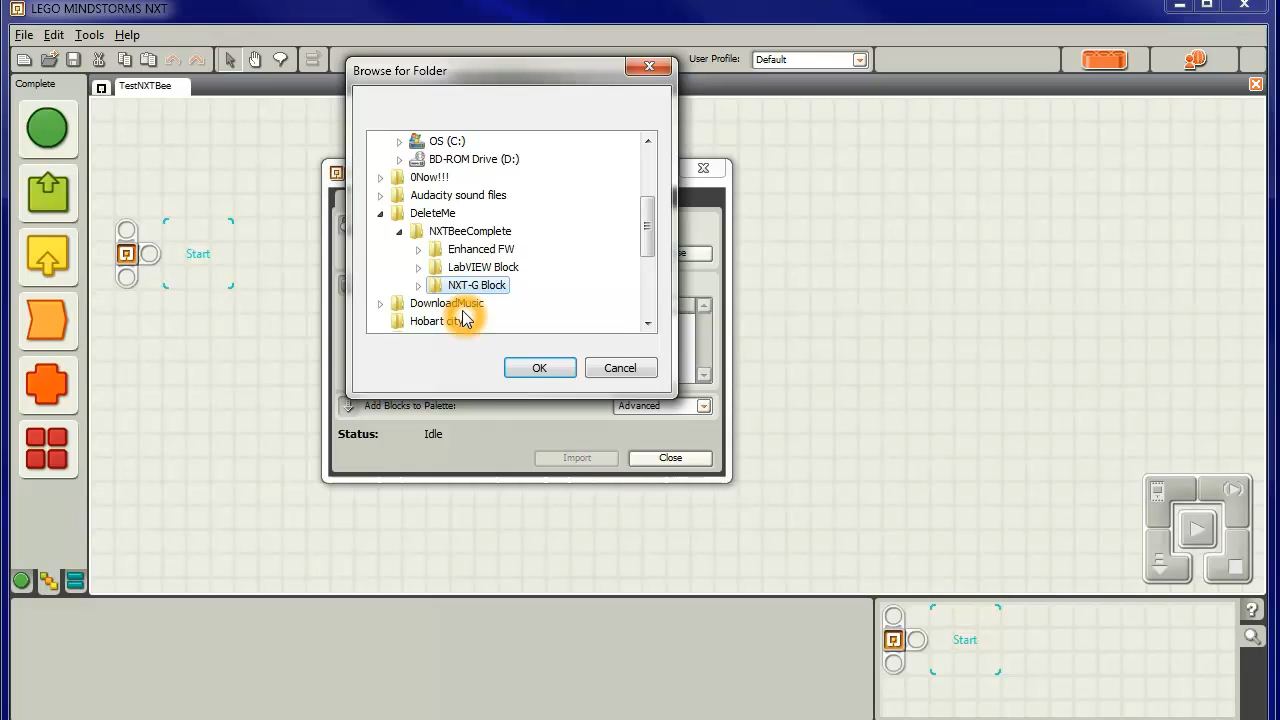 LEGO MINDSTORMS NXT
File Edit Tools Help
User Profile: Default
Complete
TestNXTBee
Start
Browse for Folder
OS (C:)
BD-ROM Drive (D:)
0Now!!!
Audacity sound files
DeleteMe
NXTBeeComplete
Enhanced FW
LabVIEW Block
NXT-G Block
DownloadMusic
Hobart city
OK Cancel
Add Blocks to Palette: Advanced
Status: Idle
Import Close
Start